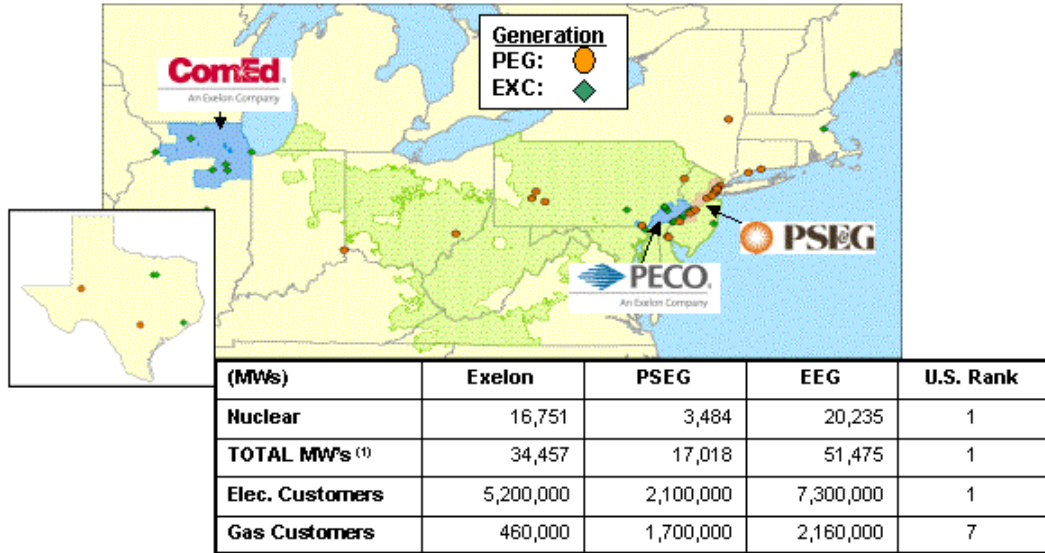 Generation
PEG:
EXC:
ComEd.
An Exelon Company
PSE&G
PECO.
An Exelon Company
(MWs) Exelon PSEG EEG U.S. Rank
Nuclear 16,751 3,484 20,235 1
TOTAL MW's (1) 34,457 17,018 51,475 1
Elec. Customers 5,200,000 2,100,000 7,300,000 1
Gas Customers 460,000 1,700,000 2,160,000 7